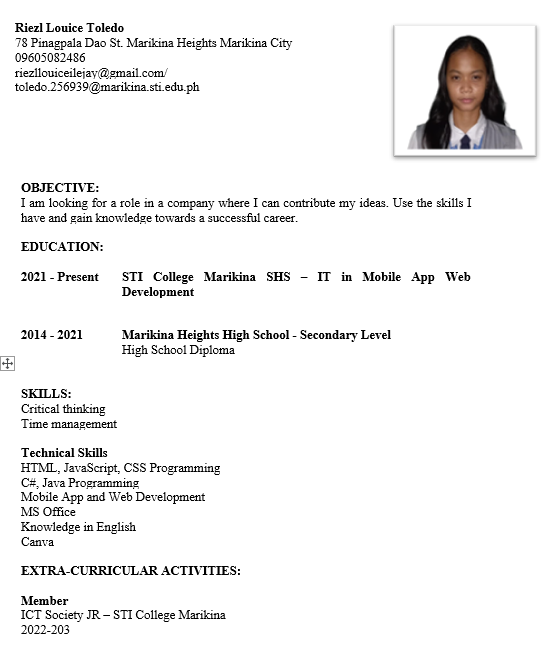 Riezl Louice Toledo
78 Pinagpala Dao St. Marikina Heights Marikina City
09605082486
riezllouiceilejay@gmail.com/
toledo.256939@marikina.sti.edu.ph
OBJECTIVE:
I am looking for a role in a company where I can contribute my ideas. Use the skills I
have and gain knowledge towards a successful career.
EDUCATION:
2021 - Present STI College Marikina SHS – IT in Mobile App Web
Development
2014 - 2021 Marikina Heights High School - Secondary Level
High School Diploma
SKILLS:
Critical thinking
Time management
Technical Skills
HTML, JavaScript, CSS Programming
C#, Java Programming
Mobile App and Web Development
MS Office
Knowledge in English
Canva
EXTRA-CURRICULAR ACTIVITIES:
Member
ICT Society JR – STI College Marikina
2022-203